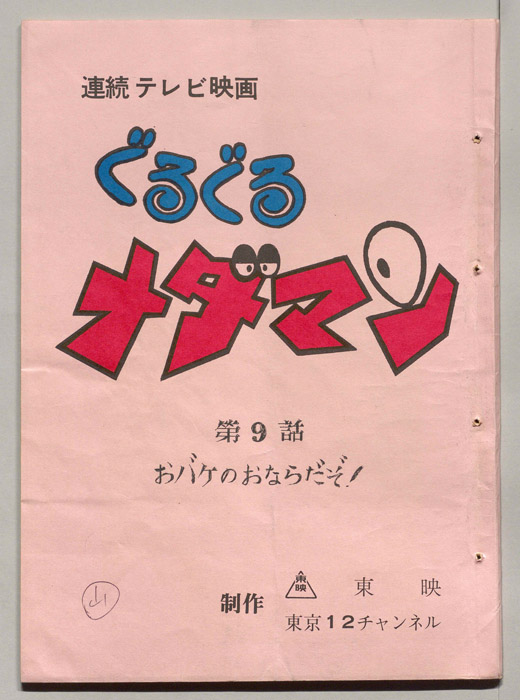 連続 テレビ映画
ぐるぐる
メダマン
第9話
おバケのおならだぞ!
制作 東映 東映
東京12チャンネル
山